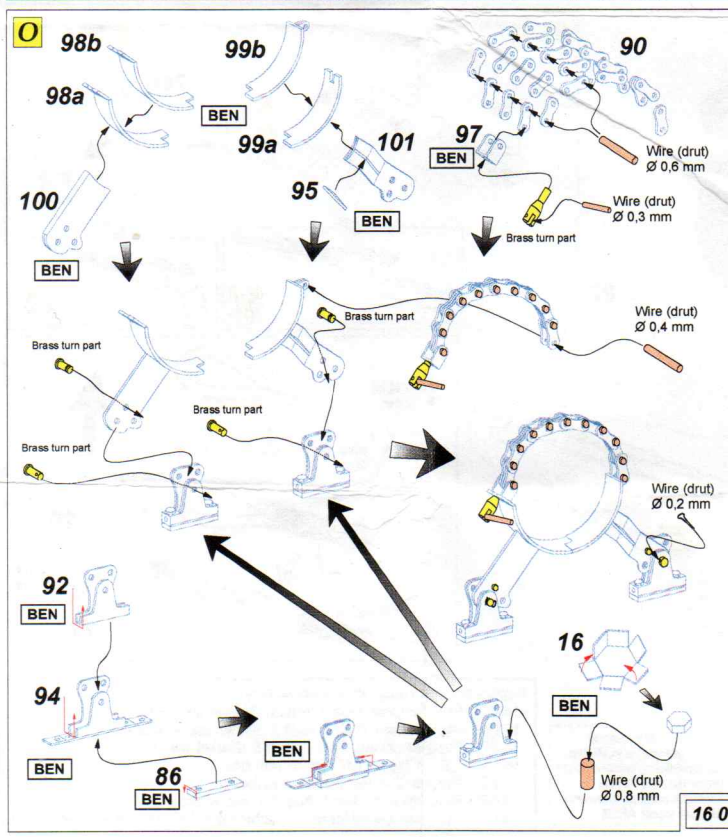 O
98b
98a
BEN
100
BEN
99b
99a
101
95
BEN
90
97
BEN
Wire (drut)
Ø 0,6 mm
Wire (drut)
Ø 0,3 mm
Brass turn part
Brass turn part
Brass turn part
Brass turn part
Brass turn part
Wire (drut)
Ø 0,4 mm
Wire (drut)
Ø 0,2 mm
92
BEN
94
BEN
86
BEN
BEN
16
BEN
Wire (drut)
Ø 0,8 mm
16 0